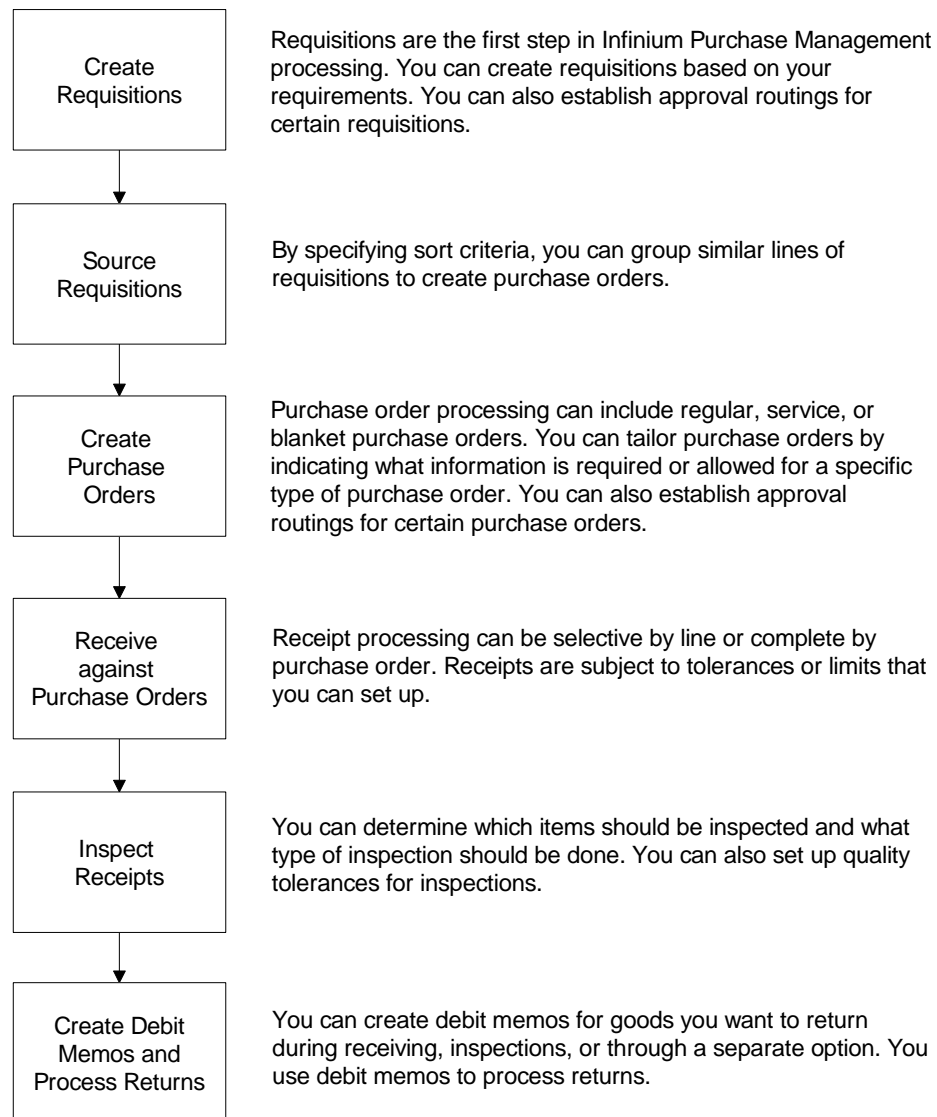 Create
Requisitions
Requisitions are the first step in Infinium Purchase Management
processing. You can create requisitions based on your
requirements. You can also establish approval routings for
certain requisitions.
Source
Requisitions
By specifying sort criteria, you can group similar lines of
requisitions to create purchase orders.
Create
Purchase
Orders
Purchase order processing can include regular, service, or
blanket purchase orders. You can tailor purchase orders by
indicating what information is required or allowed for a specific
type of purchase order. You can also establish approval
routings for certain purchase orders.
Receive
against
Purchase Orders
Receipt processing can be selective by line or complete by
purchase order. Receipts are subject to tolerances or limits that
you can set up.
Inspect
Receipts
You can determine which items should be inspected and what
type of inspection should be done. You can also set up quality
tolerances for inspections.
Create Debit
Memos and
Process Returns
You can create debit memos for goods you want to return
during receiving, inspections, or through a separate option. You
use debit memos to process returns.